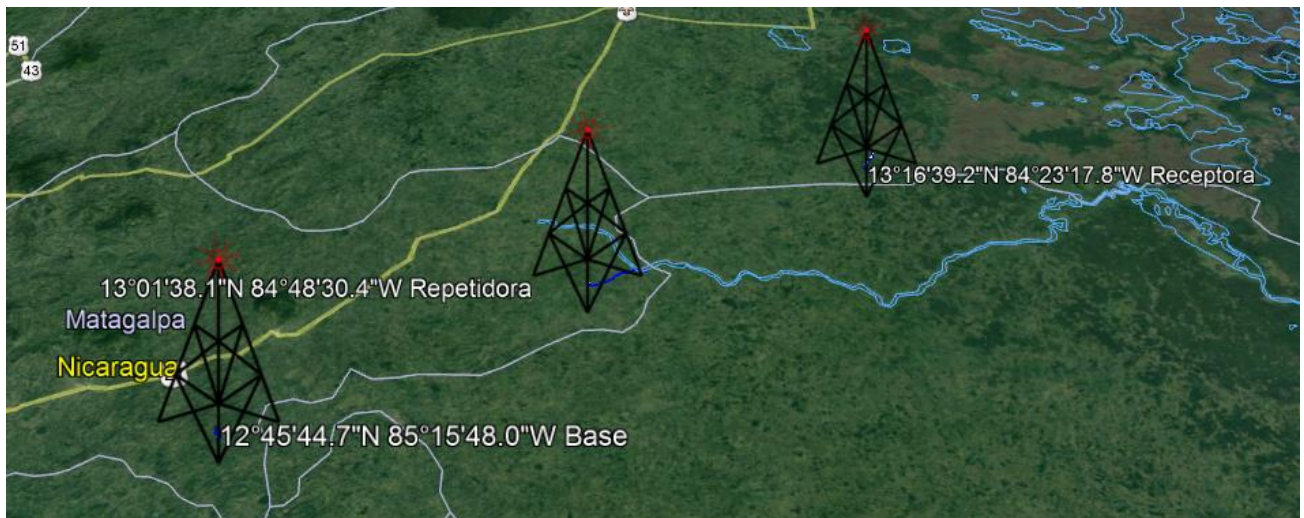 51
43
13°16'39.2"N 84°23'17.8"W Receptora
13°01'38.1"N 84°48'30.4"W Repetidora
Matagalpa
Nicaragua
12°45'44.7"N 85°15'48.0"W Base